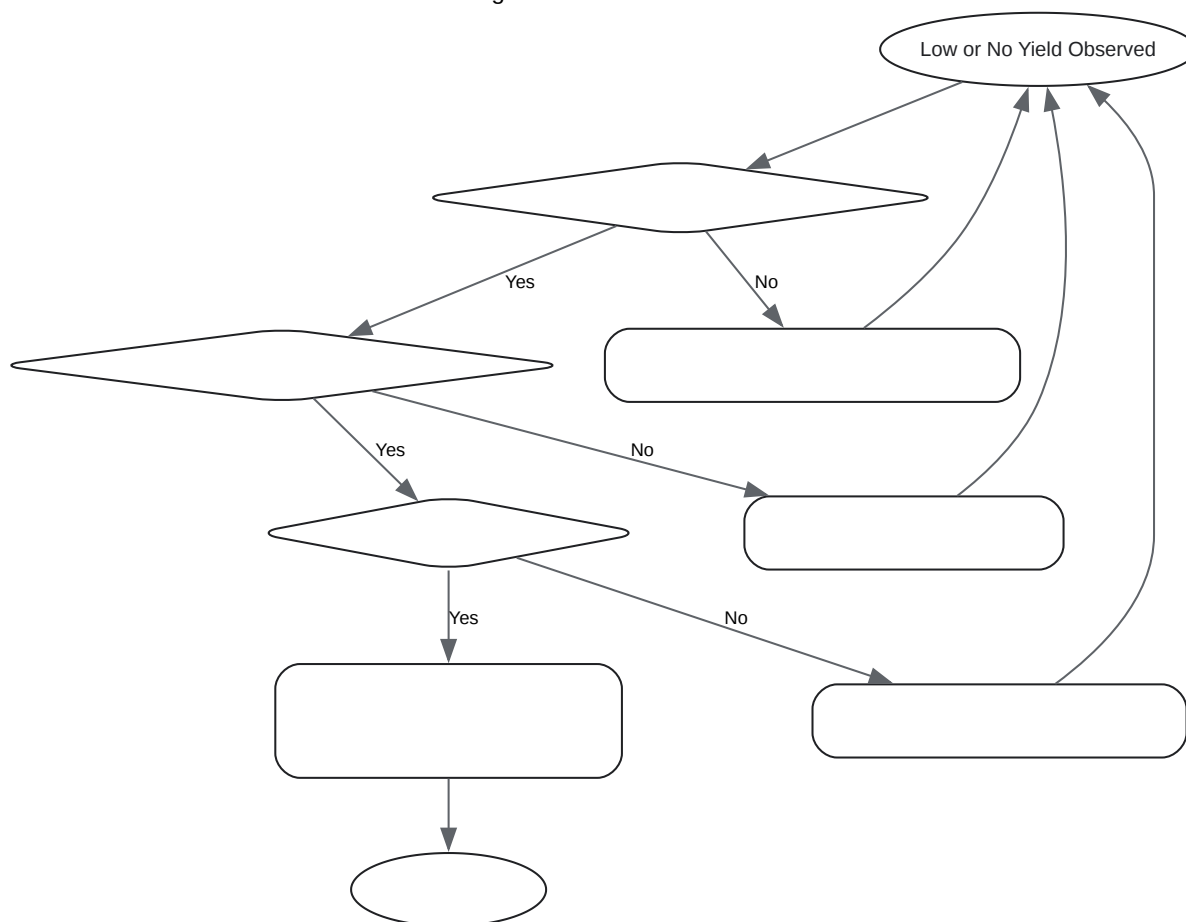 Low or No Yield Observed
Yes
No
Yes
No
Yes
No